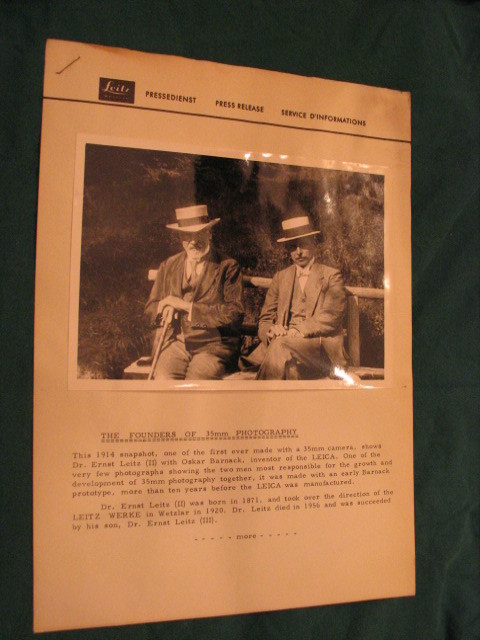 Leitz
PRESSEDIENST PRESS RELEASE SERVICE D'INFORMATIONS
THE FOUNDERS OF 35mm PHOTOGRAPHY
This 1914 snapshot, one of the first ever made with a 35mm camera, shows
Dr. Ernst Leitz (II) with Oskar Barnack, inventor of the LEICA. One of the
very few photographs showing the two men most responsible for the growth and
development of 35mm photography together, it was made with an early Barnack
prototype, more than ten years before the LEICA was manufactured.
Dr. Ernst Leitz (II) was born in 1871, and took over the direction of the
LEITZ WERKE in Wetzlar in 1920. Dr. Leitz died in 1956 and was succeeded
by his son, Dr. Ernst Leitz (III).
- - - - - more - - - - -